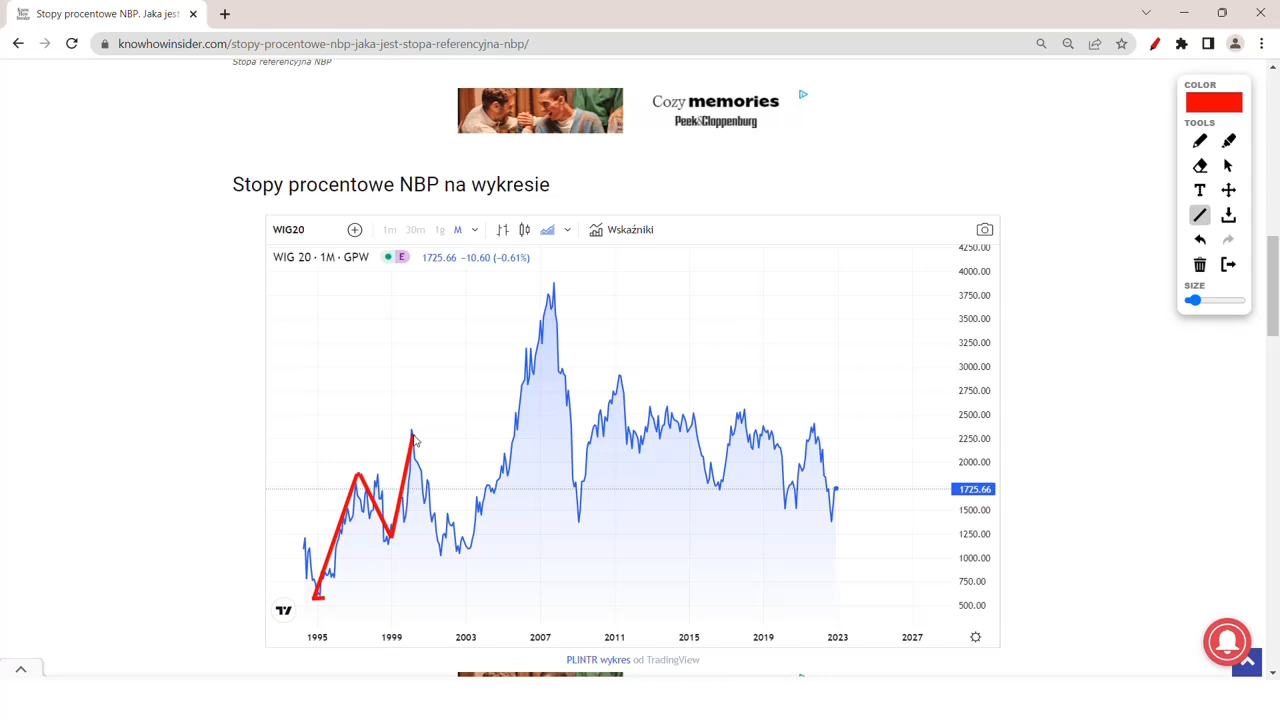 Stopy procentowe NBP. Jaka jest
knowhowinsider.com/stopy-procentowe-nbp-jaka-jest-stopa-referencyjna-nbp/
Stopa referencyjna NBP
Cozy memories
Peek&Cloppenburg
COLOR
TOOLS
SIZE
Stopy procentowe NBP na wykresie
WIG20 1m 30m 1g M Wskaźniki
WIG 20 · 1M · GPW E 1725.66 −10.60 (−0.61%)
4250.00
4000.00
3750.00
3500.00
3250.00
3000.00
2750.00
2500.00
2250.00
2000.00
1725.66
1500.00
1250.00
1000.00
750.00
500.00
1995 1999 2003 2007 2011 2015 2019 2023 2027
PLINTR wykres od TradingView